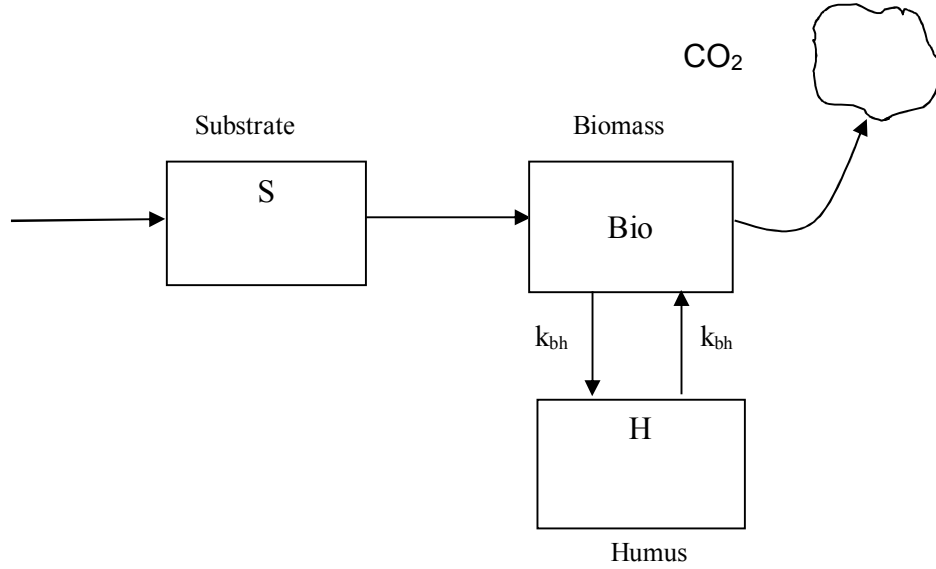 CO₂
Substrate
Biomass
S
Bio
k_bh
k_bh
H
Humus